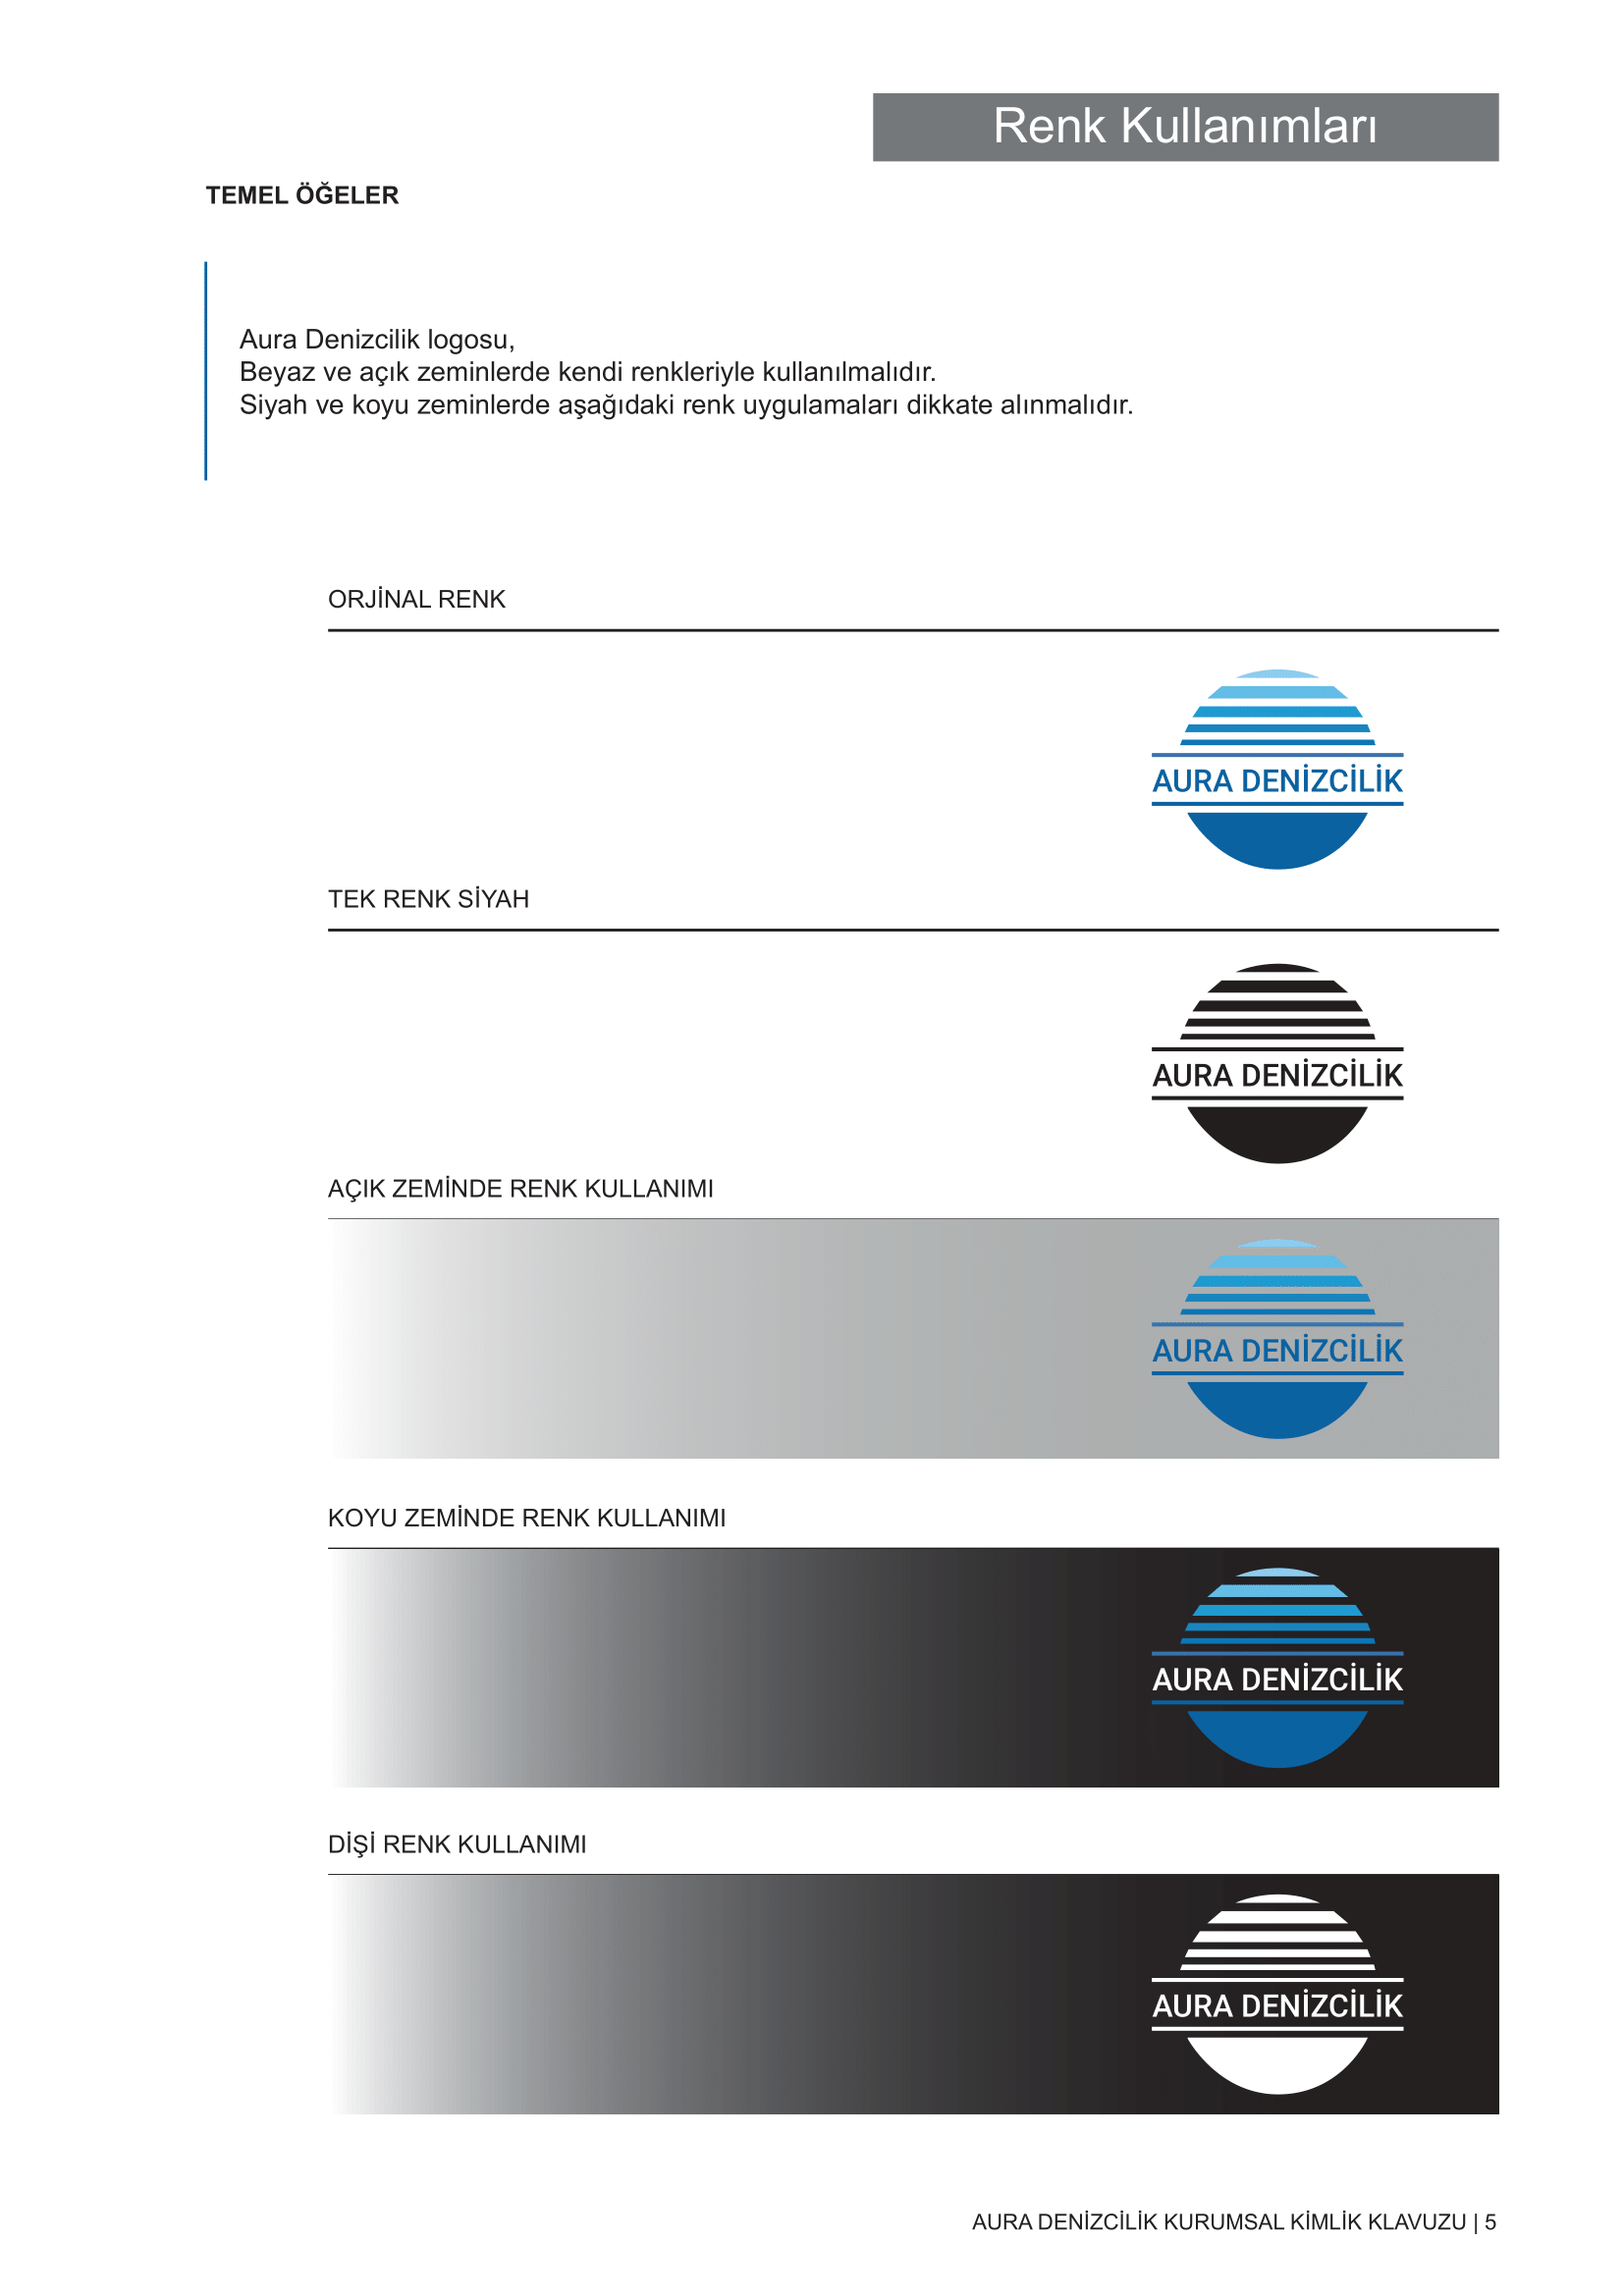 Renk Kullanımları
TEMEL ÖĞELER
Aura Denizcilik logosu,
Beyaz ve açık zeminlerde kendi renkleriyle kullanılmalıdır.
Siyah ve koyu zeminlerde aşağıdaki renk uygulamaları dikkate alınmalıdır.
ORJİNAL RENK
AURA DENİZCİLİK
TEK RENK SİYAH
AURA DENİZCİLİK
AÇIK ZEMİNDE RENK KULLANIMI
AURA DENİZCİLİK
KOYU ZEMİNDE RENK KULLANIMI
AURA DENİZCİLİK
DİŞİ RENK KULLANIMI
AURA DENİZCİLİK
AURA DENİZCİLİK KURUMSAL KİMLİK KLAVUZU | 5